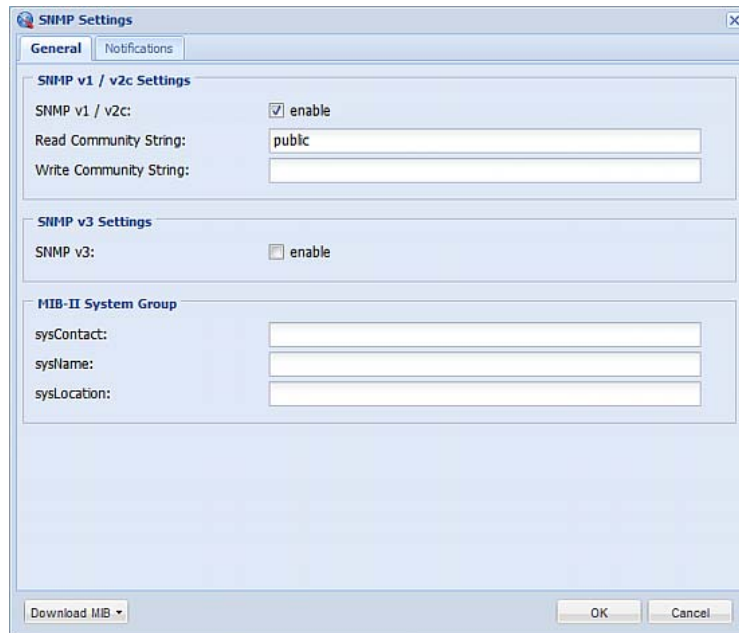 SNMP Settings
General Notifications
SNMP v1 / v2c Settings
SNMP v1 / v2c: enable
Read Community String: public
Write Community String:
SNMP v3 Settings
SNMP v3: enable
MIB-II System Group
sysContact:
sysName:
sysLocation:
Download MIB OK Cancel